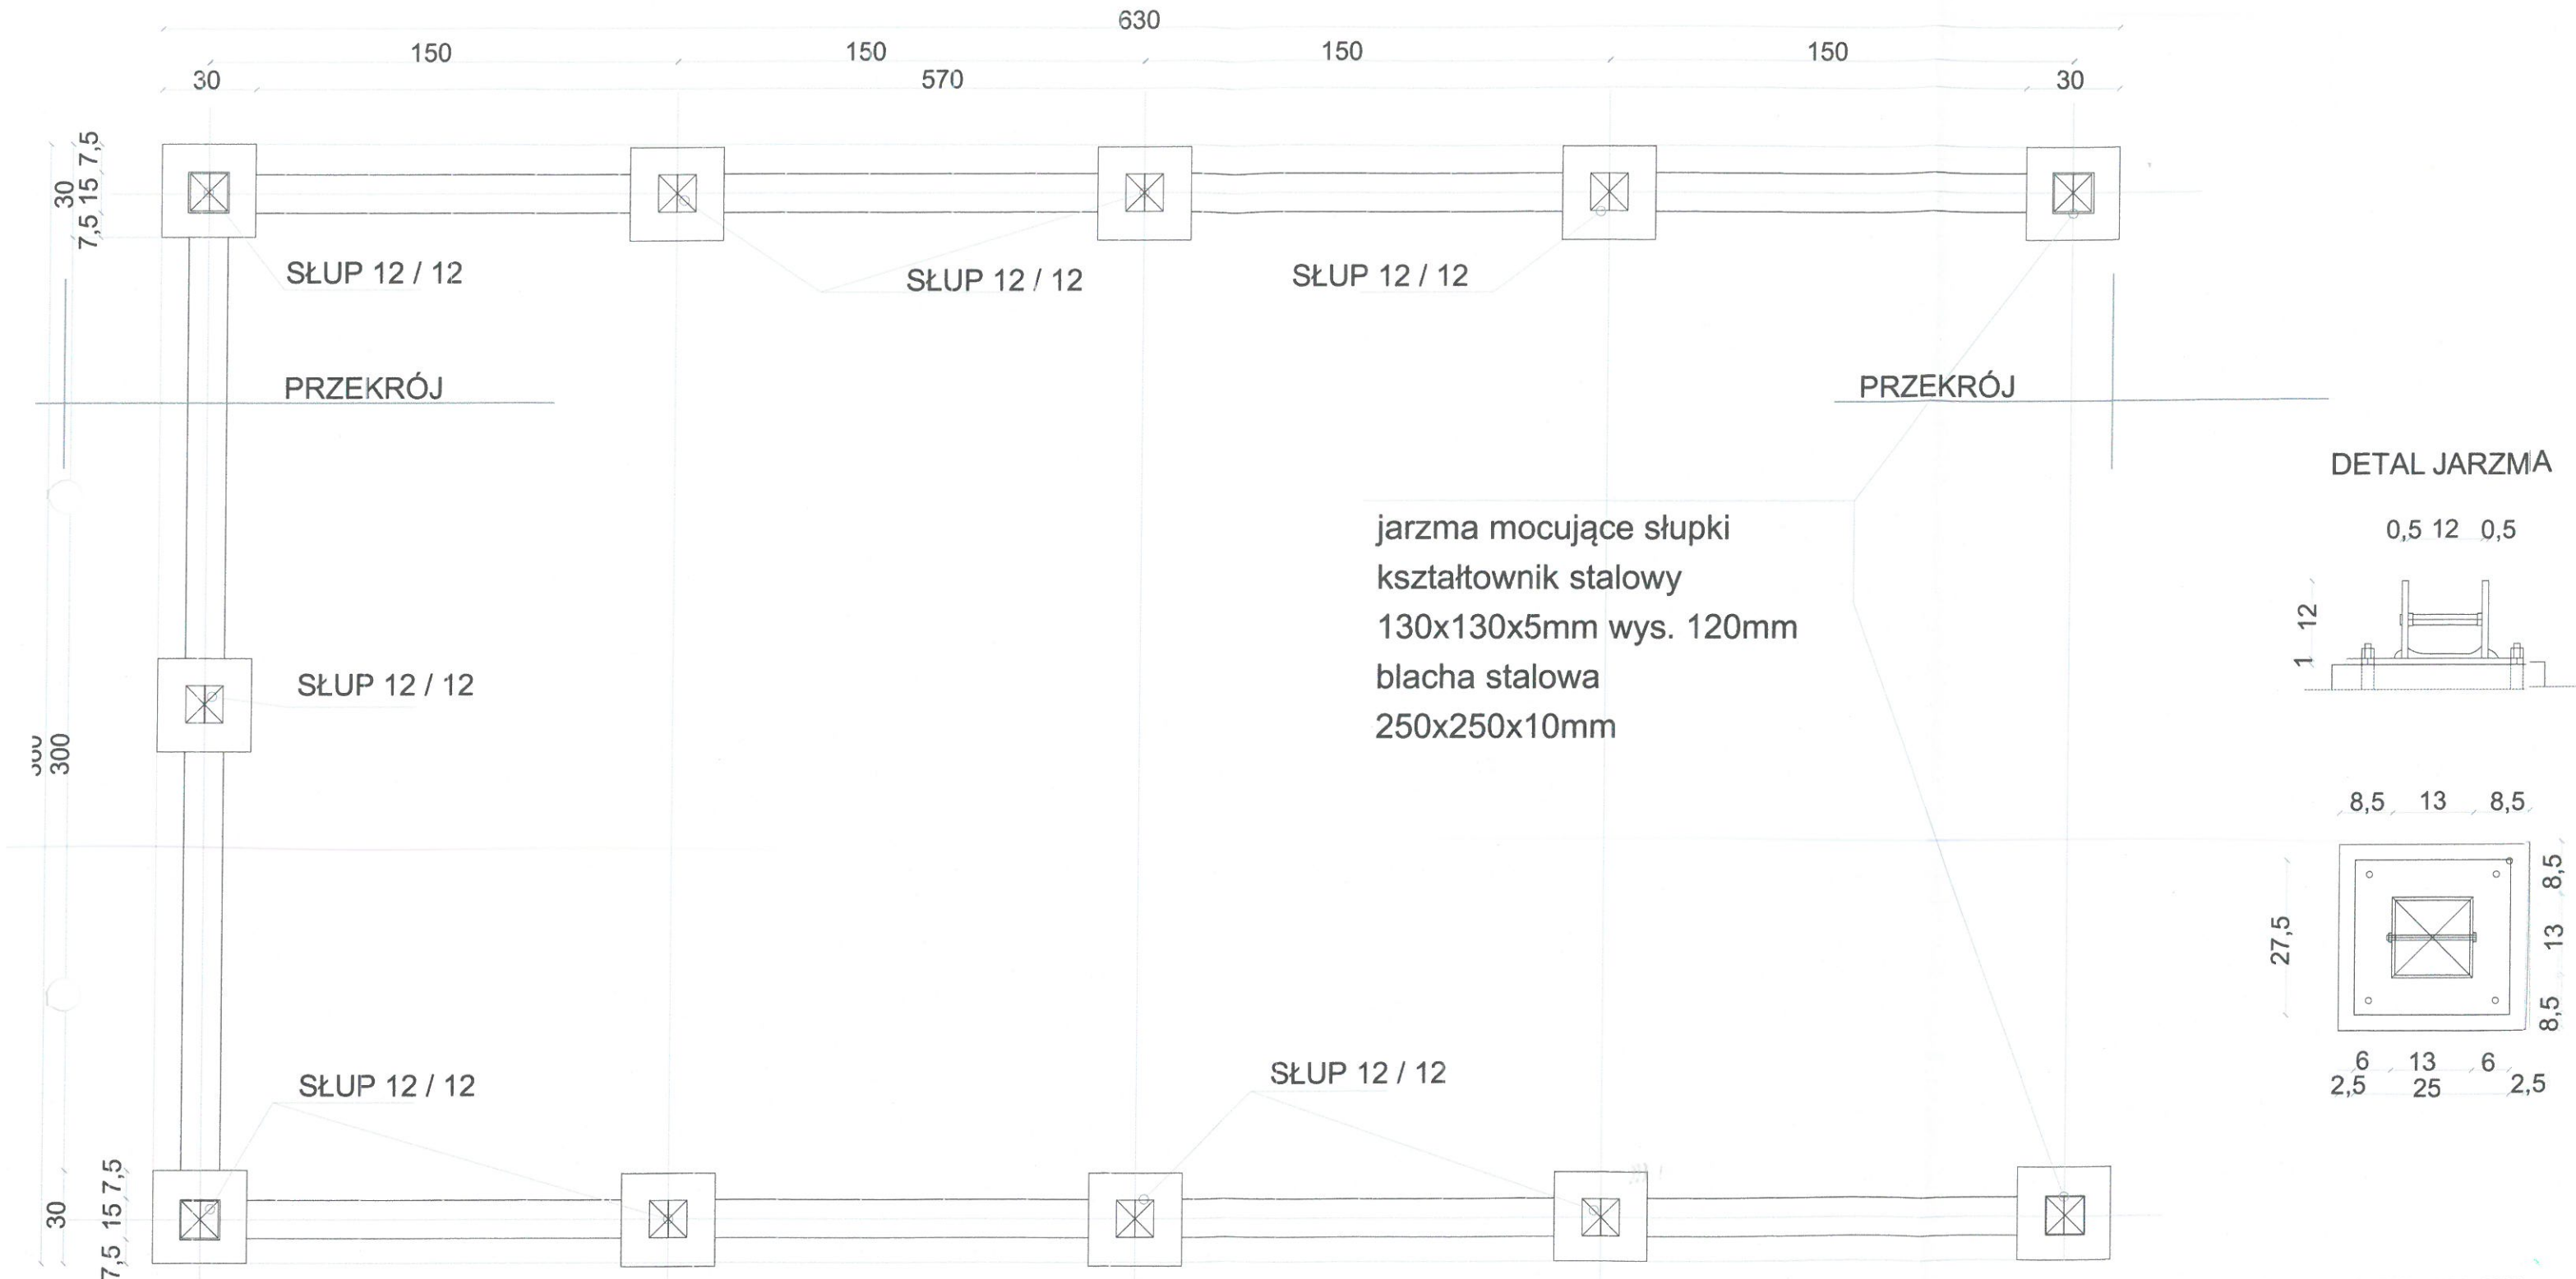 630
150 150 150 150
30 570 30
7,5
30 15
7,5
SŁUP 12 / 12
SŁUP 12 / 12
SŁUP 12 / 12
PRZEKRÓJ
PRZEKRÓJ
DETAL JARZMA
0,5 12 0,5
12
1
jarzma mocujące słupki
kształtownik stalowy
130x130x5mm wys. 120mm
blacha stalowa
250x250x10mm
SŁUP 12 / 12
300
8,5 13 8,5
8,5
27,5
13
8,5
6 13 6
2,5 25 2,5
SŁUP 12 / 12
SŁUP 12 / 12
7,5
30 15
7,5